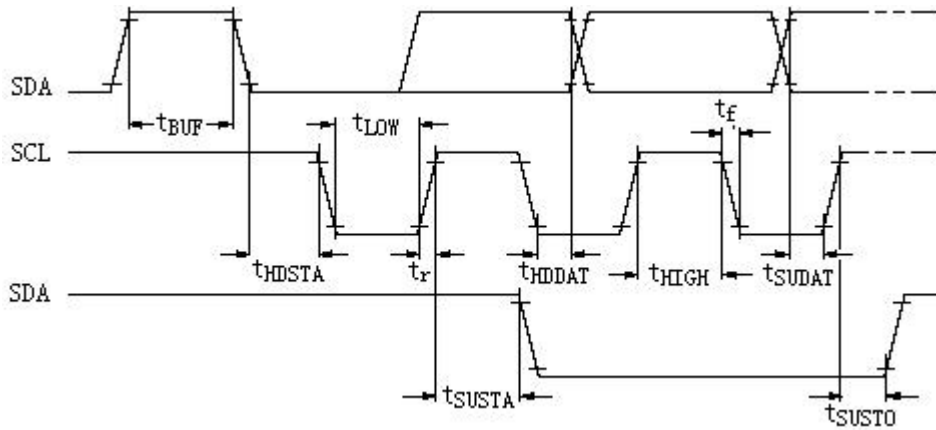 SDA
tBUF tLOW tf
SCL
tHDSTA tr tHDDAT tHIGH tSUDAT
SDA
tSUSTA tSUSTO